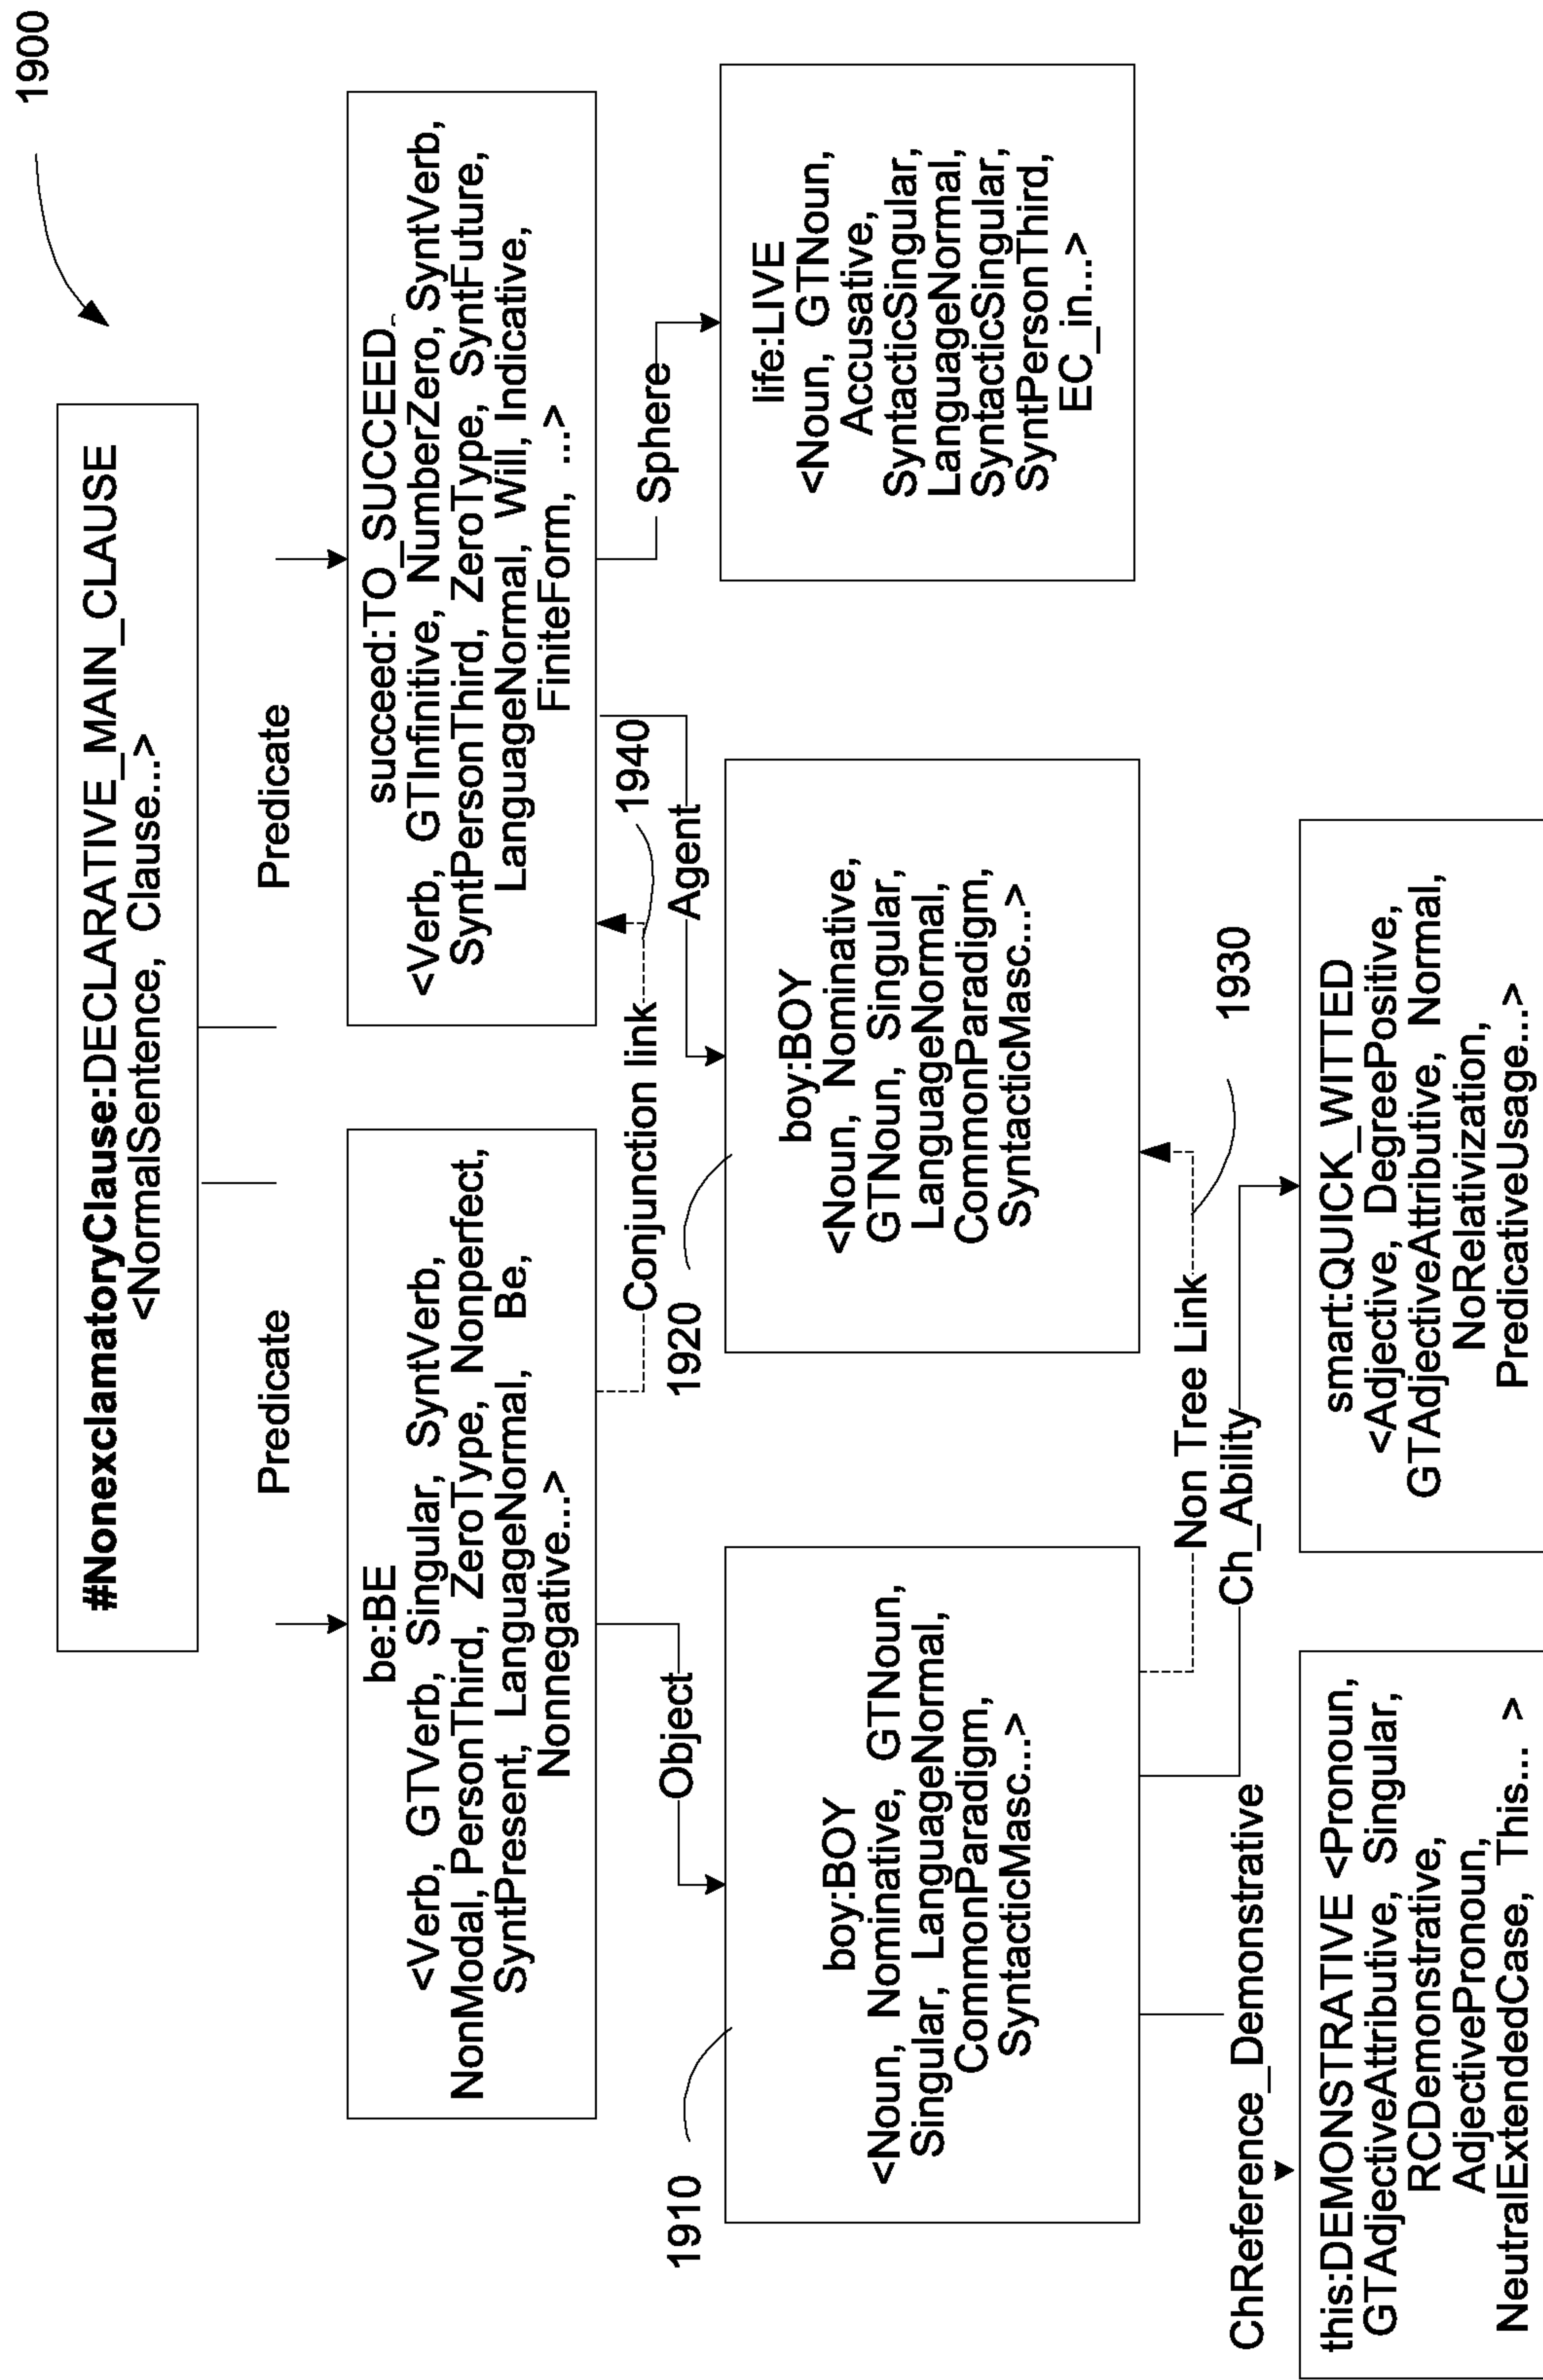 1900
#NonexclamatoryClause:DECLARATIVE_MAIN_CLAUSE
<NormalSentence, Clause...>
Predicate
Predicate
be:BE
<Verb, GTVerb, Singular, SyntVerb,
NonModal, PersonThird, ZeroType, Nonperfect,
SyntPresent, LanguageNormal, Be,
Nonnegative...>
succeed:TO_SUCCEED
<Verb, GTInfinitive, NumberZero, SyntVerb,
SyntPersonThird, ZeroType, SyntFuture,
LanguageNormal, Will, Indicative,
FiniteForm, ...>
Object
Conjunction link
1940
Agent
Sphere
1910
boy:BOY
<Noun, Nominative, GTNoun,
Singular, LanguageNormal,
CommonParadigm,
SyntacticMasc...>
1920
boy:BOY
<Noun, Nominative,
GTNoun, Singular,
LanguageNormal,
CommonParadigm,
SyntacticMasc...>
life:LIVE
<Noun, GTNoun,
Accusative,
SyntacticSingular,
LanguageNormal,
SyntacticSingular,
SyntPersonThird,
EC_in...>
Non Tree Link
1930
ChReference_Demonstrative
Ch_Ability
this:DEMONSTRATIVE <Pronoun,
GTAdjectiveAttributive, Singular,
RCDemonstrative,
AdjectivePronoun,
NeutralExtendedCase, This... >
smart:QUICK_WITTED
<Adjective, DegreePositive,
GTAdjectiveAttributive, Normal,
NoRelativization,
PredicativeUsage...>